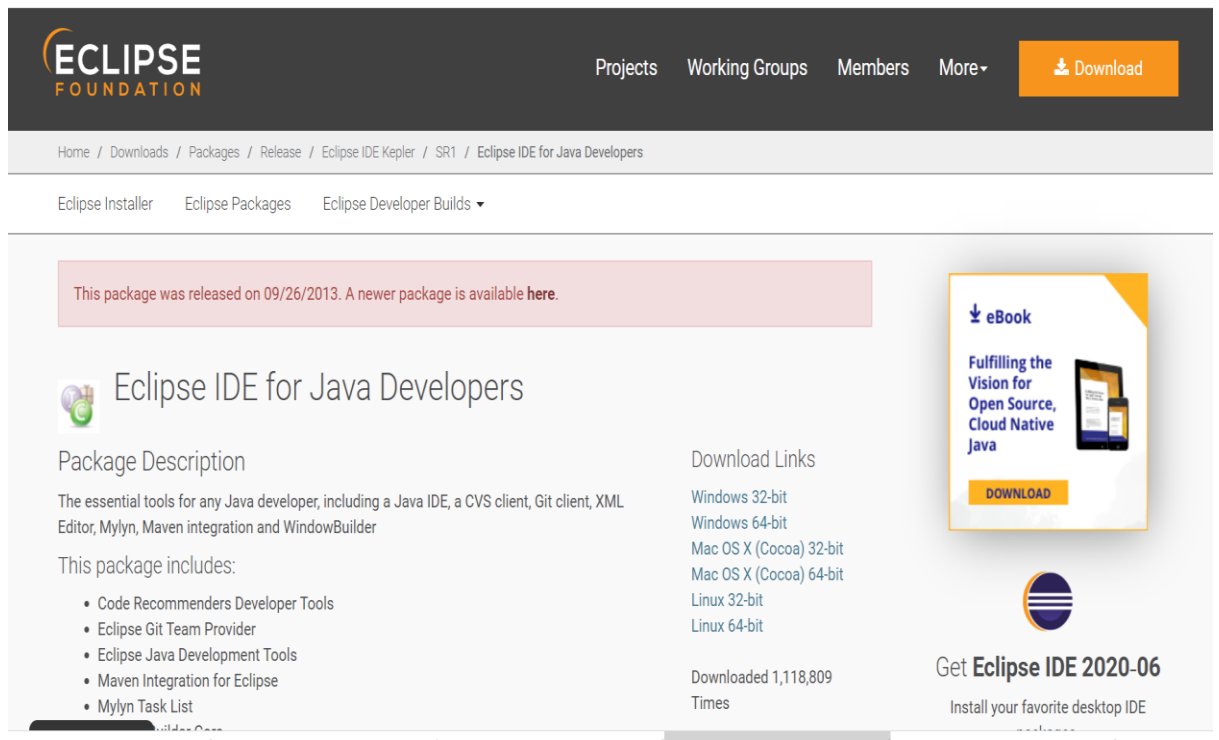 ECLIPSE
FOUNDATION
Projects Working Groups Members More Download
Home / Downloads / Packages / Release / Eclipse IDE Kepler / SR1 / Eclipse IDE for Java Developers
Eclipse Installer Eclipse Packages Eclipse Developer Builds
This package was released on 09/26/2013. A newer package is available here.
Eclipse IDE for Java Developers
Package Description
The essential tools for any Java developer, including a Java IDE, a CVS client, Git client, XML
Editor, Mylyn, Maven integration and WindowBuilder
This package includes:
• Code Recommenders Developer Tools
• Eclipse Git Team Provider
• Eclipse Java Development Tools
• Maven Integration for Eclipse
• Mylyn Task List
Download Links
Windows 32-bit
Windows 64-bit
Mac OS X (Cocoa) 32-bit
Mac OS X (Cocoa) 64-bit
Linux 32-bit
Linux 64-bit
Downloaded 1,118,809
Times
eBook
Fulfilling the
Vision for
Open Source,
Cloud Native
Java
DOWNLOAD
Get Eclipse IDE 2020-06
Install your favorite desktop IDE